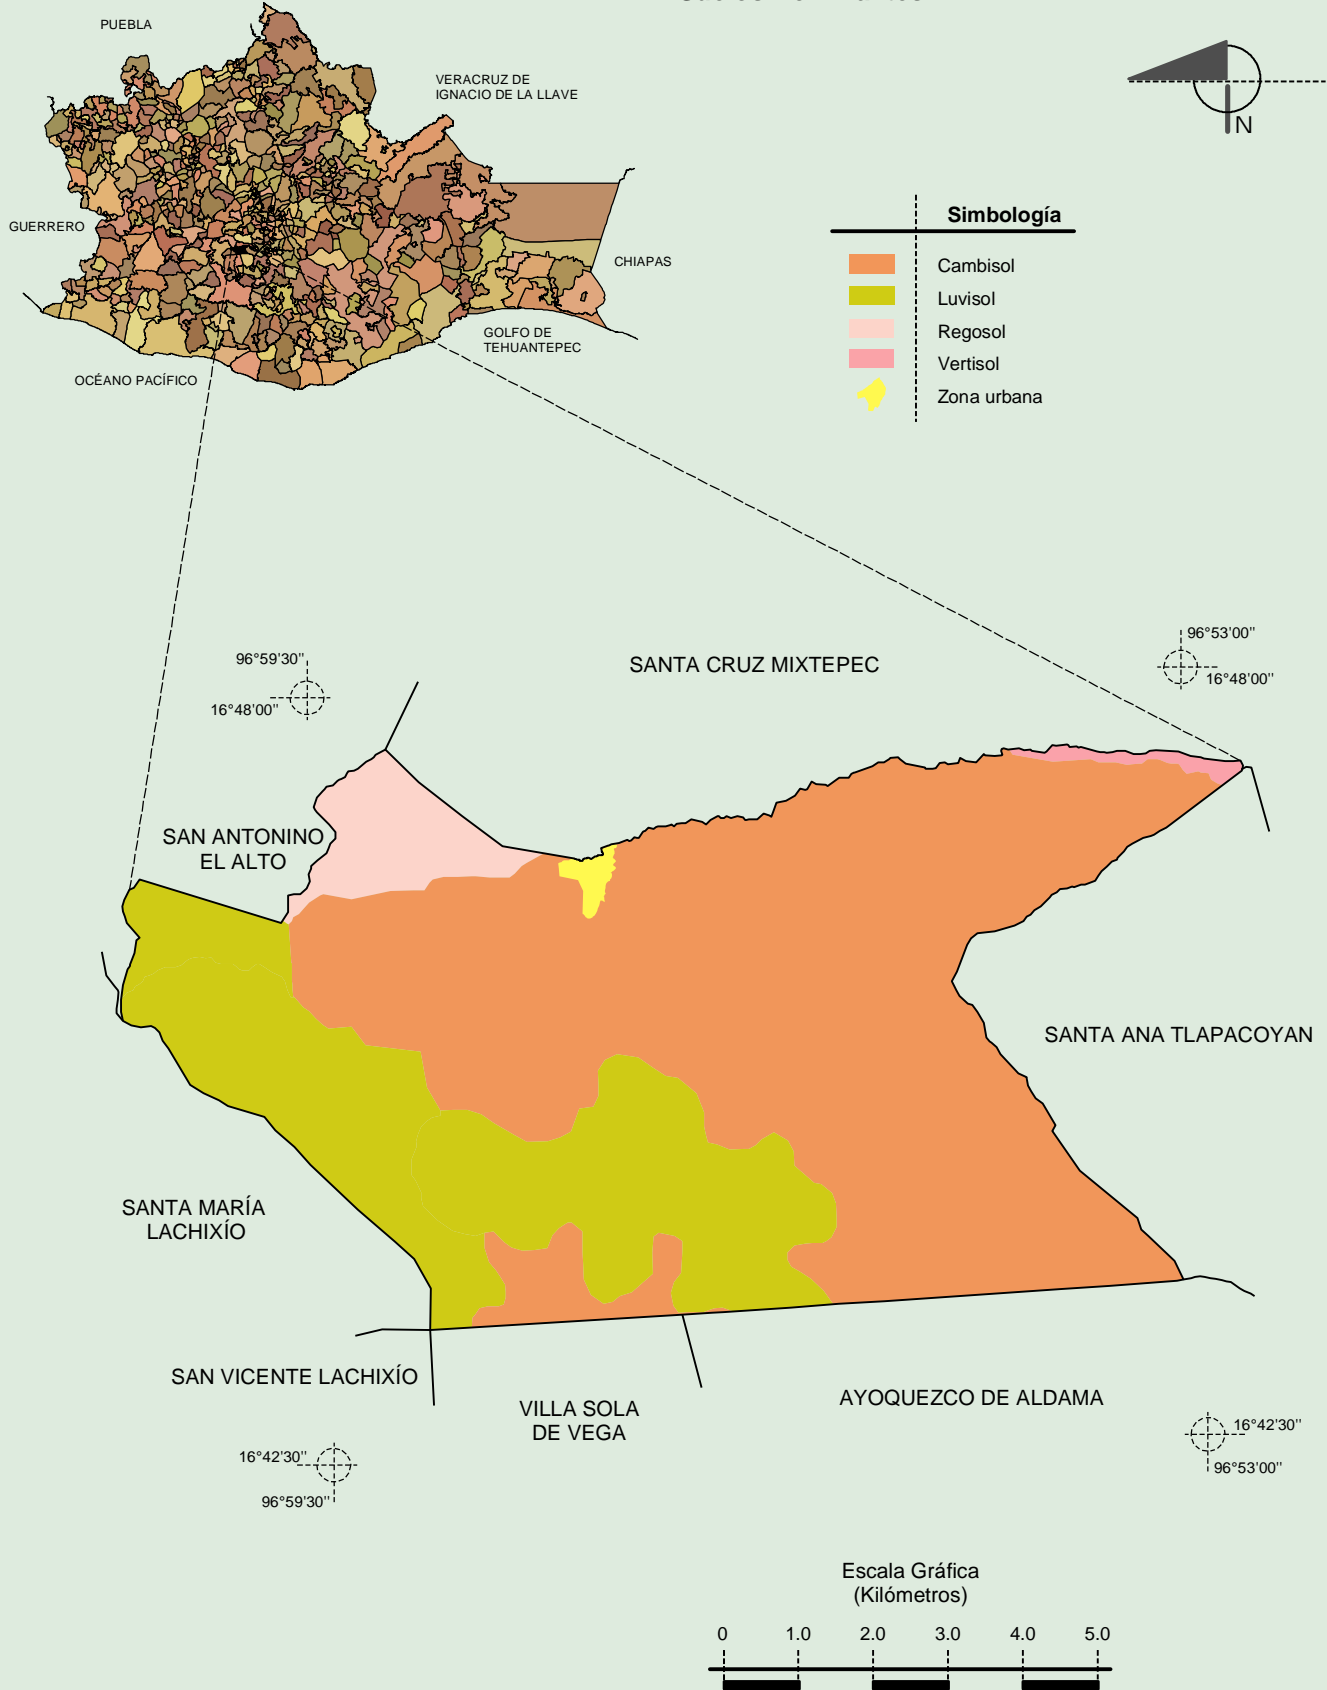 PUEBLA
VERACRUZ DE
IGNACIO DE LA LLAVE
N
GUERRERO
CHIAPAS
GOLFO DE
TEHUANTEPEC
OCÉANO PACÍFICO
Simbología
Cambisol
Luvisol
Regosol
Vertisol
Zona urbana
96°59'30''
16°48'00''
SANTA CRUZ MIXTEPEC
96°53'00''
16°48'00''
SAN ANTONINO
EL ALTO
SANTA ANA TLAPACOYAN
SANTA MARÍA
LACHIXÍO
SAN VICENTE LACHIXÍO
VILLA SOLA
DE VEGA
AYOQUEZCO DE ALDAMA
16°42'30''
96°59'30''
16°42'30''
96°53'00''
Escala Gráfica
(Kilómetros)
0 1.0 2.0 3.0 4.0 5.0